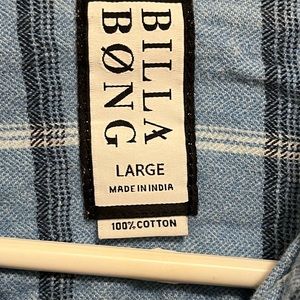 BILLA
BØNG
LARGE
MADE IN INDIA
100% COTTON